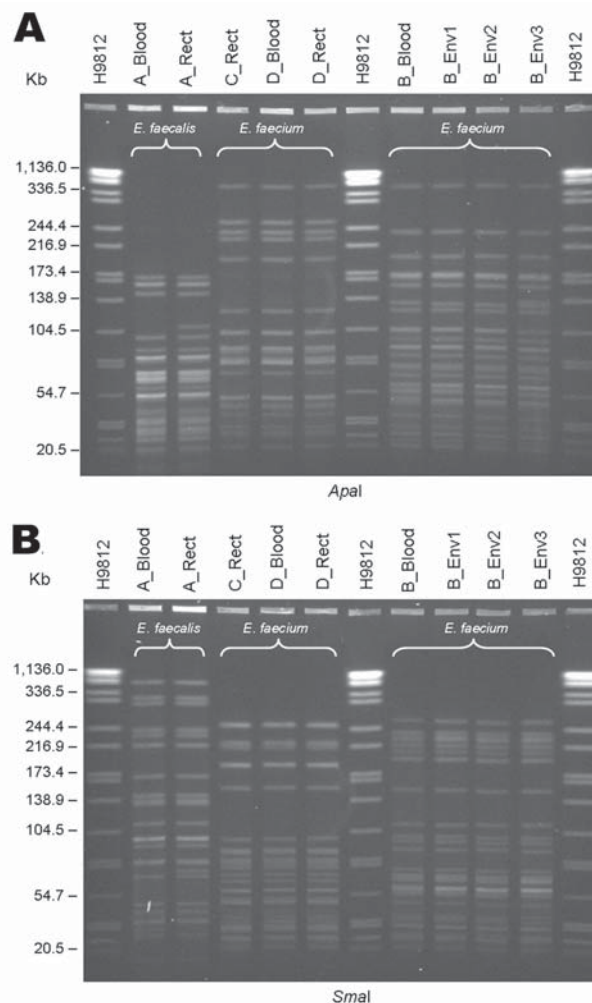 A
Kb
H9812
A_Blood
A_Rect
C_Rect
D_Blood
D_Rect
H9812
B_Blood
B_Env1
B_Env2
B_Env3
H9812
E. faecalis
E. faecium
E. faecium
1,136.0
336.5
244.4
216.9
173.4
138.9
104.5
54.7
20.5
ApaI
B
Kb
H9812
A_Blood
A_Rect
C_Rect
D_Blood
D_Rect
H9812
B_Blood
B_Env1
B_Env2
B_Env3
H9812
E. faecalis
E. faecium
E. faecium
1,136.0
336.5
244.4
216.9
173.4
138.9
104.5
54.7
20.5
SmaI